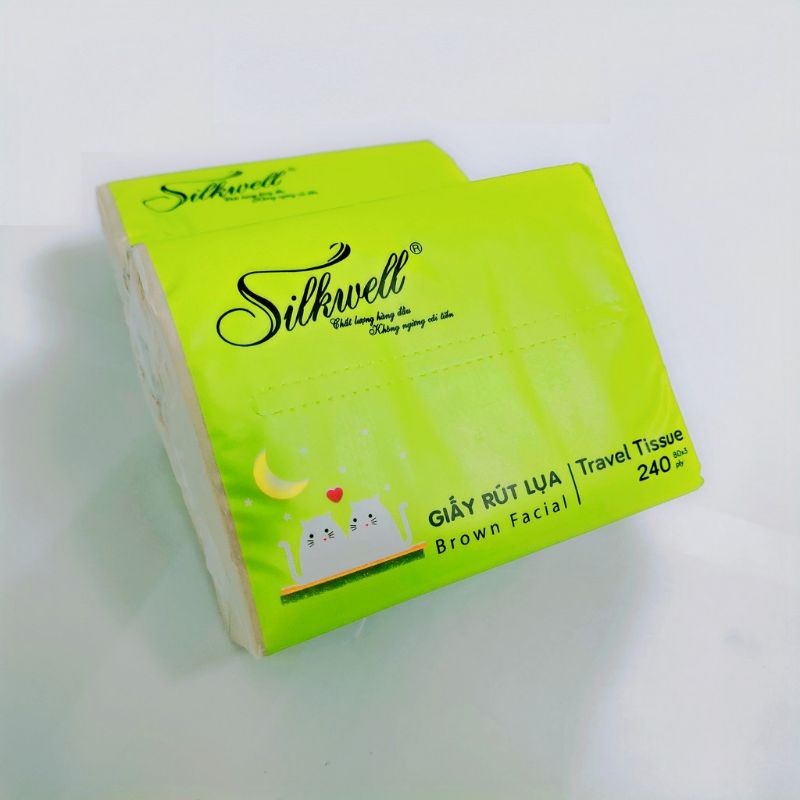 Silkwell
Silkwell®
Chất lượng hàng đầu
Không ngừng cải tiến
GIẤY RÚT LỤA
Brown Facial
Travel Tissue
240 80x3
ply